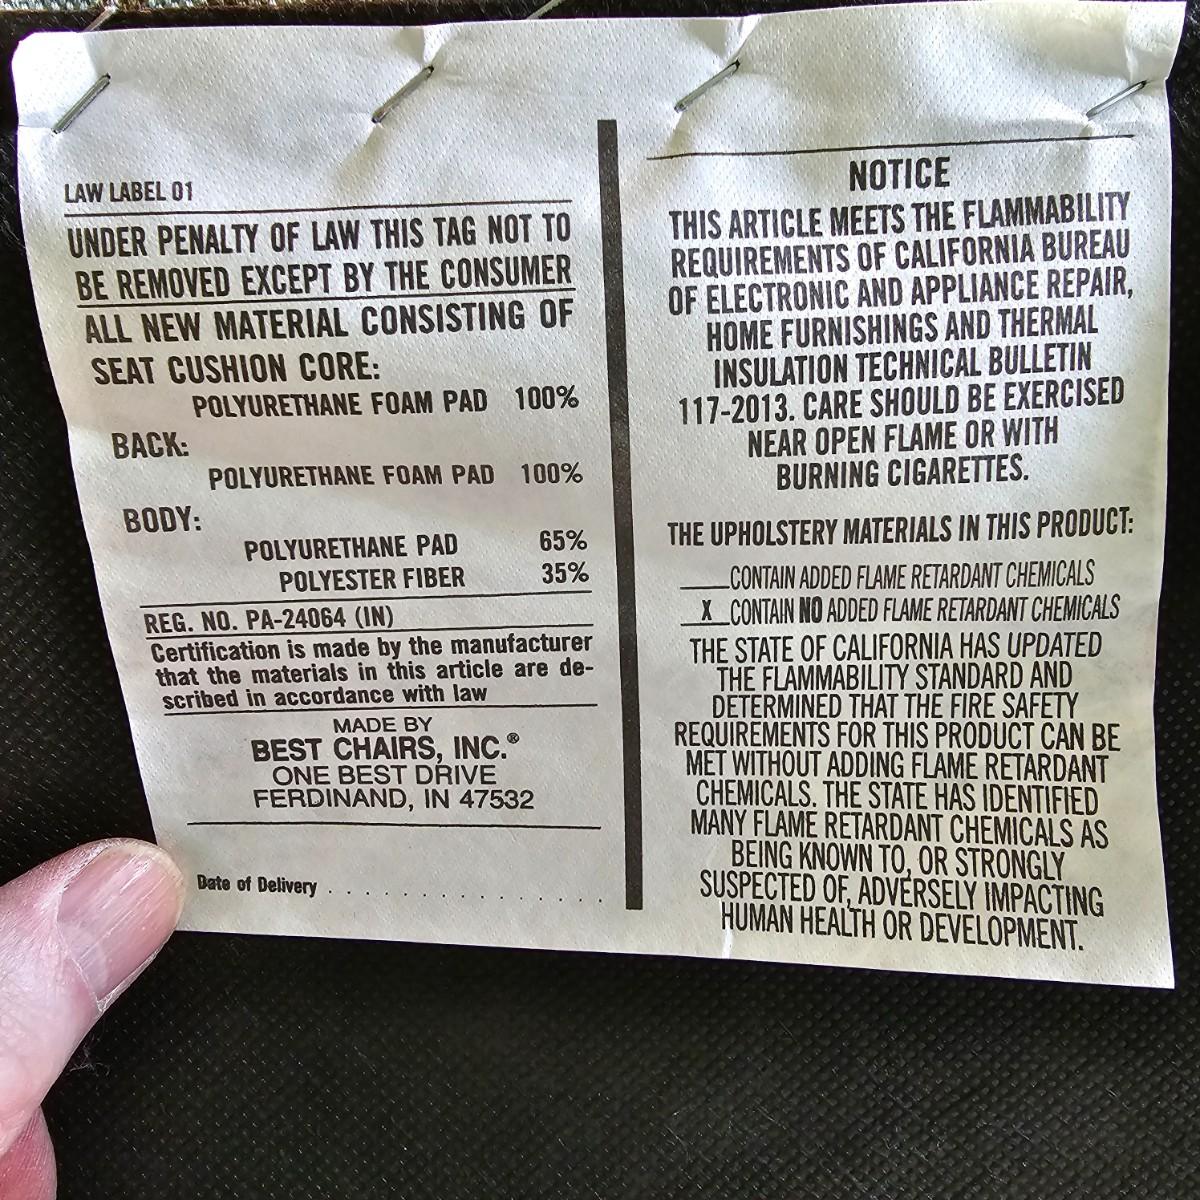 LAW LABEL 01
UNDER PENALTY OF LAW THIS TAG NOT TO
BE REMOVED EXCEPT BY THE CONSUMER
ALL NEW MATERIAL CONSISTING OF
SEAT CUSHION CORE:
POLYURETHANE FOAM PAD 100%
BACK:
POLYURETHANE FOAM PAD 100%
BODY:
POLYURETHANE PAD 65%
POLYESTER FIBER 35%
REG. NO. PA-24064 (IN)
Certification is made by the manufacturer
that the materials in this article are de-
scribed in accordance with law
MADE BY
BEST CHAIRS, INC.®
ONE BEST DRIVE
FERDINAND, IN 47532
Date of Delivery . . . . . . . . . . . . . . . . . . .
NOTICE
THIS ARTICLE MEETS THE FLAMMABILITY
REQUIREMENTS OF CALIFORNIA BUREAU
OF ELECTRONIC AND APPLIANCE REPAIR,
HOME FURNISHINGS AND THERMAL
INSULATION TECHNICAL BULLETIN
117-2013. CARE SHOULD BE EXERCISED
NEAR OPEN FLAME OR WITH
BURNING CIGARETTES.
THE UPHOLSTERY MATERIALS IN THIS PRODUCT:
___CONTAIN ADDED FLAME RETARDANT CHEMICALS
_X_CONTAIN NO ADDED FLAME RETARDANT CHEMICALS
THE STATE OF CALIFORNIA HAS UPDATED
THE FLAMMABILITY STANDARD AND
DETERMINED THAT THE FIRE SAFETY
REQUIREMENTS FOR THIS PRODUCT CAN BE
MET WITHOUT ADDING FLAME RETARDANT
CHEMICALS. THE STATE HAS IDENTIFIED
MANY FLAME RETARDANT CHEMICALS AS
BEING KNOWN TO, OR STRONGLY
SUSPECTED OF, ADVERSELY IMPACTING
HUMAN HEALTH OR DEVELOPMENT.